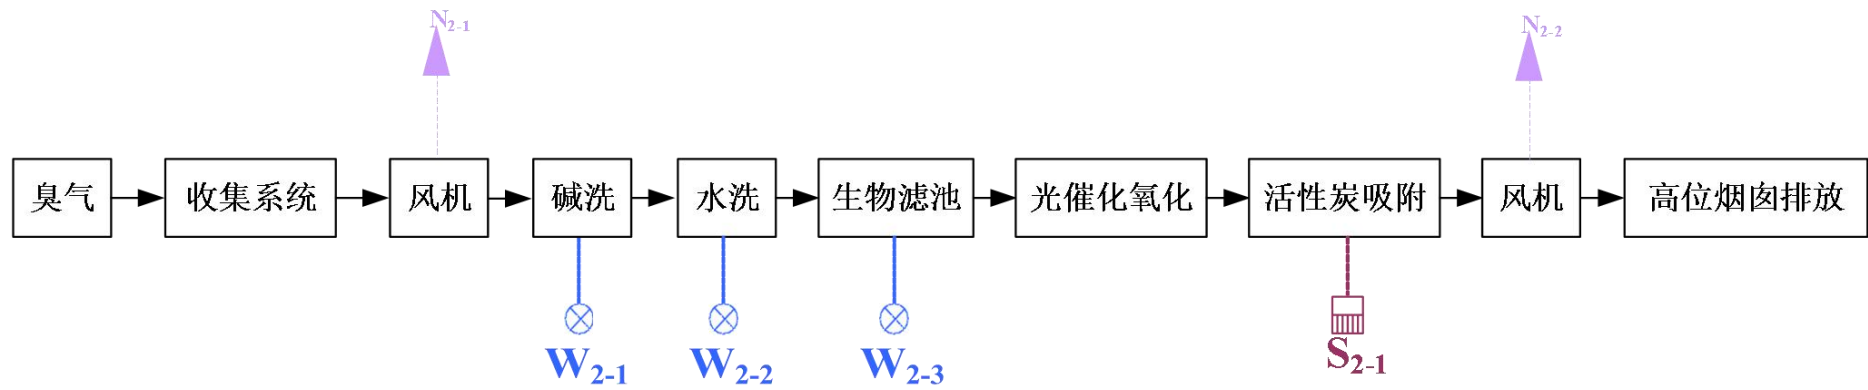 N2-1
N2-2
臭气
收集系统
风机
碱洗
水洗
生物滤池
光催化氧化
活性炭吸附
风机
高位烟囱排放
W2-1
W2-2
W2-3
S2-1